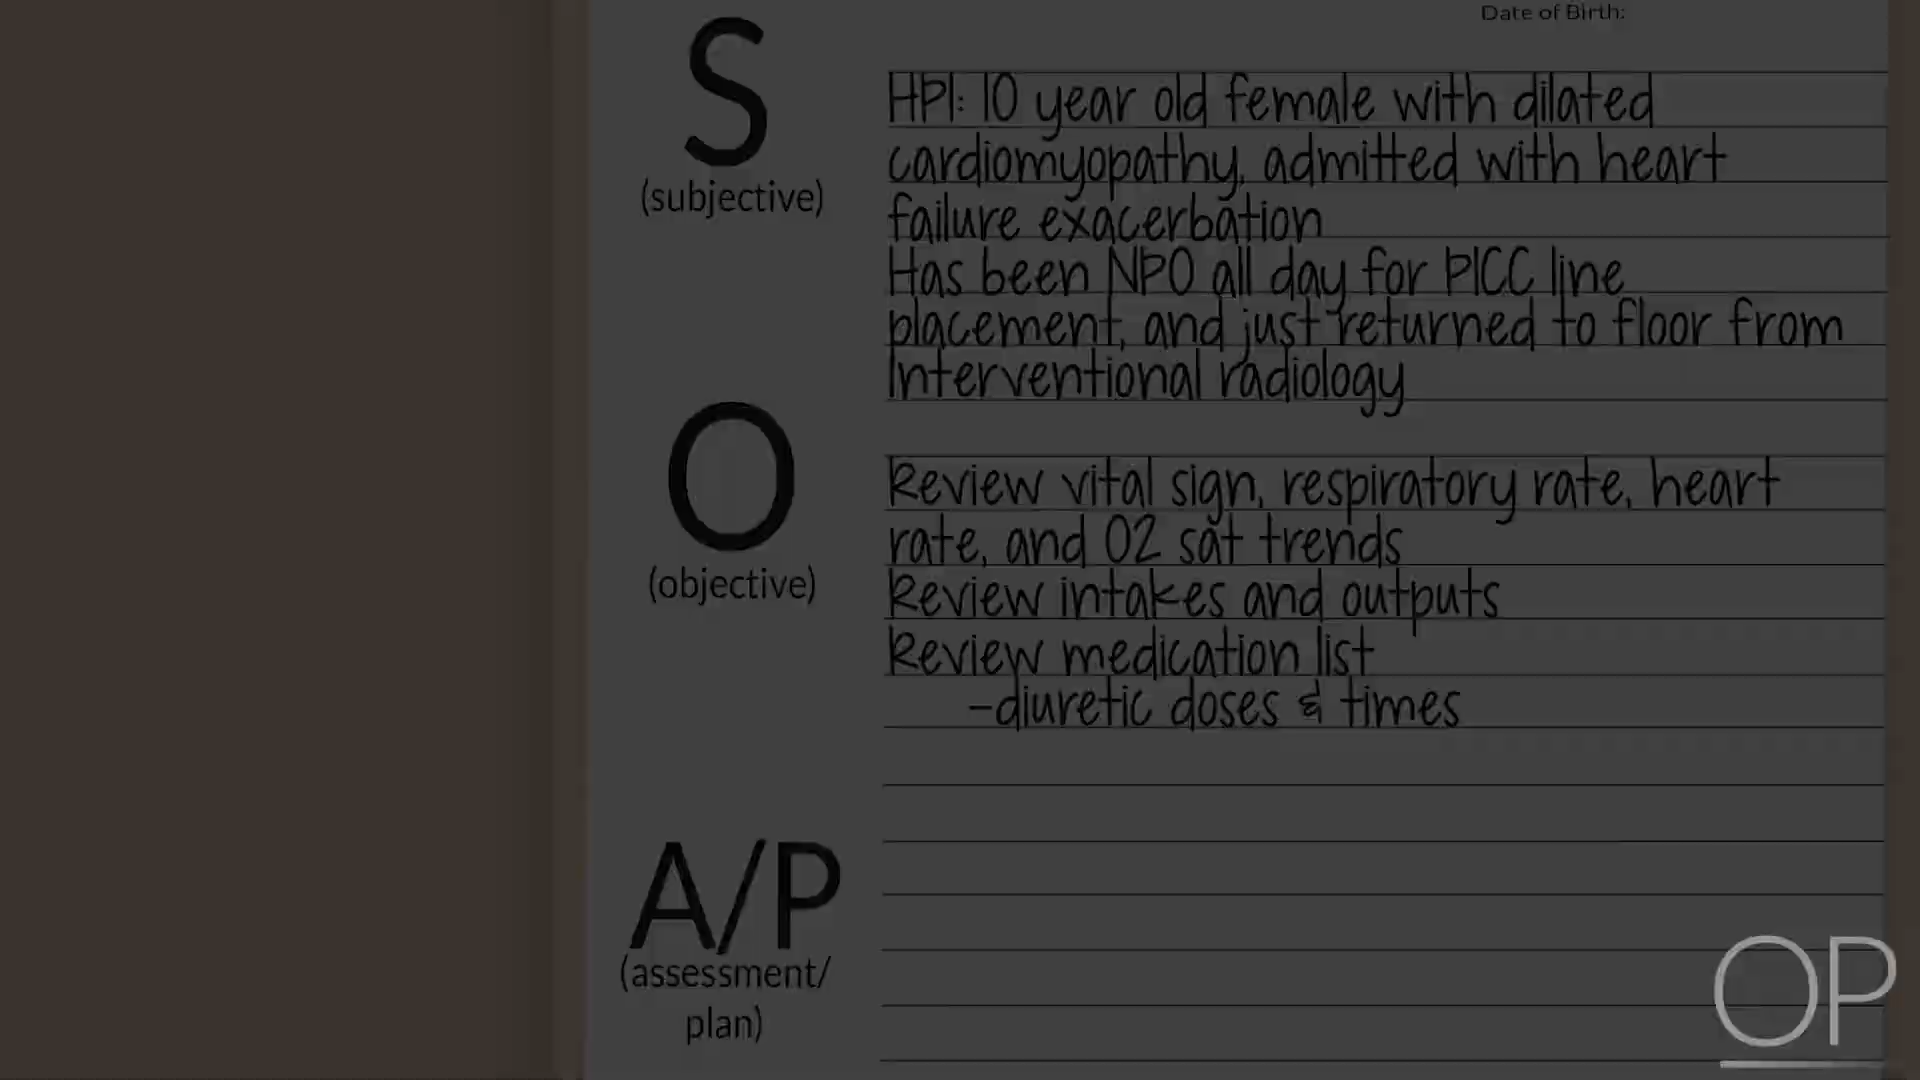 Date of Birth:
S
(subjective)
HPI: 10 year old female with dilated
cardiomyopathy, admitted with heart
failure exacerbation
Has been NPO all day for PICC line
placement, and just returned to floor from
Interventional radiology
O
(objective)
Review vital sign, respiratory rate, heart
rate, and O2 sat trends
Review intakes and outputs
Review medication list
-diuretic doses & times
A/P
(assessment/
plan)
OP